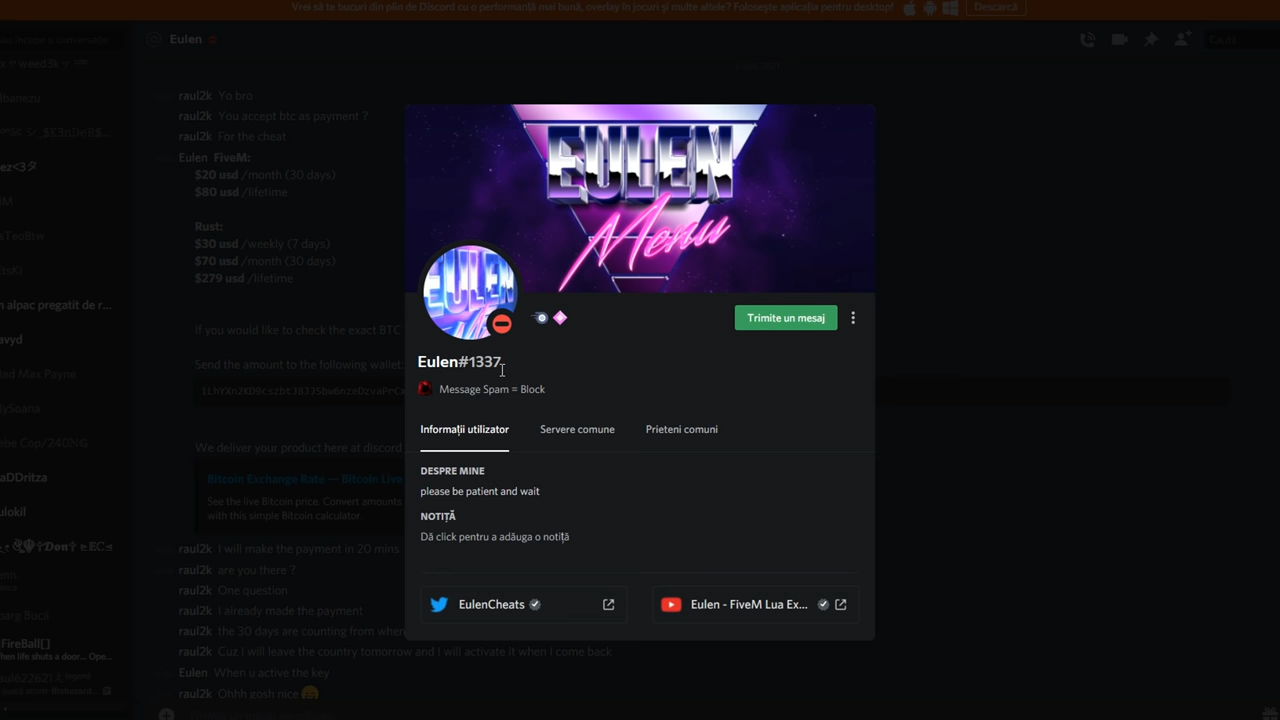 Vrei să te bucuri din plin de Discord cu o performanță mai bună, overlay în jocuri și multe altele? Folosește aplicația pentru desktop!
Descarcă
Eulen
Caută
raul2k Yo bro
raul2k You accept btc as payment ?
raul2k For the cheat
Eulen FiveM:
$20 usd /month (30 days)
$80 usd /lifetime
Rust:
$30 usd /weekly (7 days)
$70 usd /month (30 days)
$279 usd /lifetime
If you would like to check the exact BTC
Send the amount to the following wallet:
We deliver your product here at discord
Bitcoin Exchange Rate — Bitcoin Live
See the live Bitcoin price. Convert amounts
with this simple Bitcoin calculator.
raul2k I will make the payment in 20 mins
raul2k are you there ?
raul2k One question
raul2k I already made the payment
raul2k the 30 days are counting from when
raul2k Cuz I will leave the country tomorrow and I will activate it when I come back
Eulen When u active the key
raul2k Ohhh gosh nice
Max Payne
alpac pregatit de r...
EULEN
Menu
EULEN
Trimite un mesaj
Eulen#1337
Message Spam = Block
Informații utilizator
Servere comune
Prieteni comuni
DESPRE MINE
please be patient and wait
NOTIȚĂ
Dă click pentru a adăuga o notiță
EulenCheats
Eulen - FiveM Lua Ex...